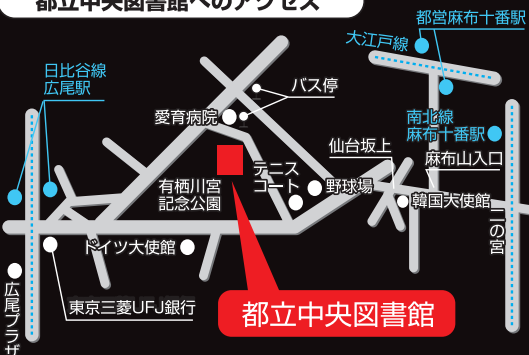 都立中央図書館へのアクセス
都営麻布十番駅
大江戸線
日比谷線
広尾駅
バス停
愛育病院
南北線
麻布十番駅
仙台坂上
麻布山入口
テニス
コート
野球場
有栖川宮
記念公園
韓国大使館
二の宮
ドイツ大使館
広尾プラザ
東京三菱UFJ銀行
都立中央図書館